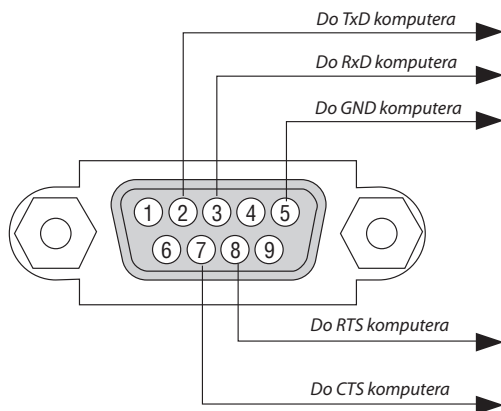 Do TxD komputera
Do RxD komputera
Do GND komputera
1 2 3 4 5
6 7 8 9
Do RTS komputera
Do CTS komputera